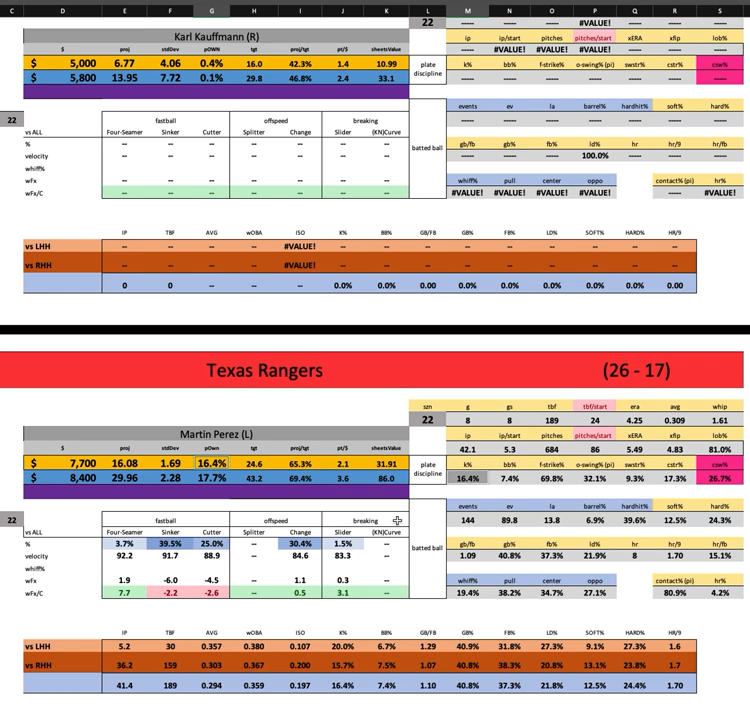 C D E F G H I J K L M N O P Q R S
22 ----- ----- ----- #VALUE! ----- ----- -----
Karl Kauffmann (R) ip ip/start pitches pitches/start xERA xfip lob%
$ proj stdDev pOWN tgt proj/tgt pt/$ sheetsValue ----- #VALUE! #VALUE! #VALUE! ----- ----- -----
$ 5,000 6.77 4.06 0.4% 16.0 42.3% 1.4 10.99 plate discipline k% bb% f-strike% o-swing% (pi) swstr% cstr% csw%
$ 5,800 13.95 7.72 0.1% 29.8 46.8% 2.4 33.1 ----- ----- ----- ----- ----- ----- -----
events ev la barrel% hardhit% soft% hard%
22 fastball offspeed breaking ----- ----- ----- ----- ----- ----- -----
vs ALL Four-Seamer Sinker Cutter Splitter Change Slider (KN)Curve
% -- -- -- -- -- -- -- batted ball gb/fb gb% fb% ld% hr hr/9 hr/fb
velocity -- -- -- -- -- -- -- ----- ----- ----- 100.0% ----- ----- -----
whiff%
wFx -- -- -- -- -- -- -- whiff% pull center oppo contact% (pi) hr%
wFx/C -- -- -- -- -- -- -- #VALUE! #VALUE! #VALUE! #VALUE! ----- #VALUE!
IP TBF AVG wOBA ISO K% BB% GB/FB GB% FB% LD% SOFT% HARD% HR/9
vs LHH -- -- -- -- #VALUE! -- -- -- -- -- -- -- -- --
vs RHH -- -- -- -- #VALUE! -- -- -- -- -- -- -- -- --
0 0 -- -- -- 0.0% 0.0% 0.00 0.0% 0.0% 0.0% 0.0% 0.0% 0.00
Texas Rangers (26 - 17)
szn g gs tbf tbf/start era avg whip
22 8 8 189 24 4.25 0.309 1.61
Martin Perez (L) ip ip/start pitches pitches/start xERA xfip lob%
$ proj stdDev pOwn tgt proj/tgt pt/$ sheetsValue 42.1 5.3 684 86 5.49 4.83 81.0%
$ 7,700 16.08 1.69 16.4% 24.6 65.3% 2.1 31.91 plate discipline k% bb% f-strike% o-swing% (pi) swstr% cstr% csw%
$ 8,400 29.96 2.28 17.7% 43.2 69.4% 3.6 86.0 16.4% 7.4% 69.8% 32.1% 9.3% 17.3% 26.7%
events ev la barrel% hardhit% soft% hard%
22 fastball offspeed breaking 144 89.8 13.8 6.9% 39.6% 12.5% 24.3%
vs ALL Four-Seamer Sinker Cutter Splitter Change Slider (KN)Curve
% 3.7% 39.5% 25.0% -- 30.4% 1.5% -- batted ball gb/fb gb% fb% ld% hr hr/9 hr/fb
velocity 92.2 91.7 88.9 -- 84.6 83.3 -- 1.09 40.8% 37.3% 21.9% 8 1.70 15.1%
whiff%
wFx 1.9 -6.0 -4.5 -- 1.1 0.3 -- whiff% pull center oppo contact% (pi) hr%
wFx/C 7.7 -2.2 -2.6 -- 0.5 3.1 -- 19.4% 38.2% 34.7% 27.1% 80.9% 4.2%
IP TBF AVG wOBA ISO K% BB% GB/FB GB% FB% LD% SOFT% HARD% HR/9
vs LHH 5.2 30 0.357 0.380 0.107 20.0% 6.7% 1.29 40.9% 31.8% 27.3% 9.1% 27.3% 1.6
vs RHH 36.2 159 0.303 0.367 0.200 15.7% 7.5% 1.07 40.8% 38.3% 20.8% 13.1% 23.8% 1.7
41.4 189 0.294 0.359 0.197 16.4% 7.4% 1.10 40.8% 37.3% 21.8% 12.5% 24.4% 1.70